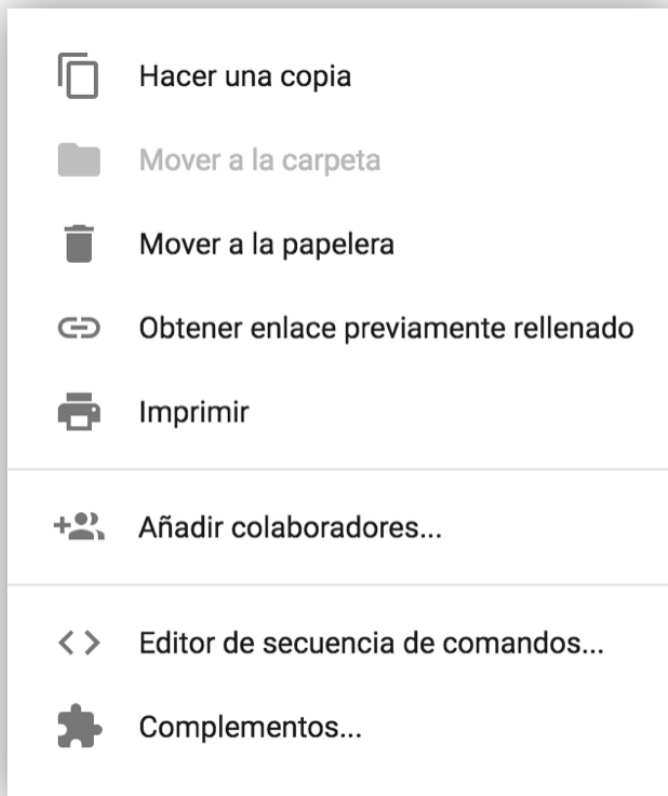 Hacer una copia
Mover a la carpeta
Mover a la papelera
Obtener enlace previamente rellenado
Imprimir
Añadir colaboradores...
Editor de secuencia de comandos...
Complementos...